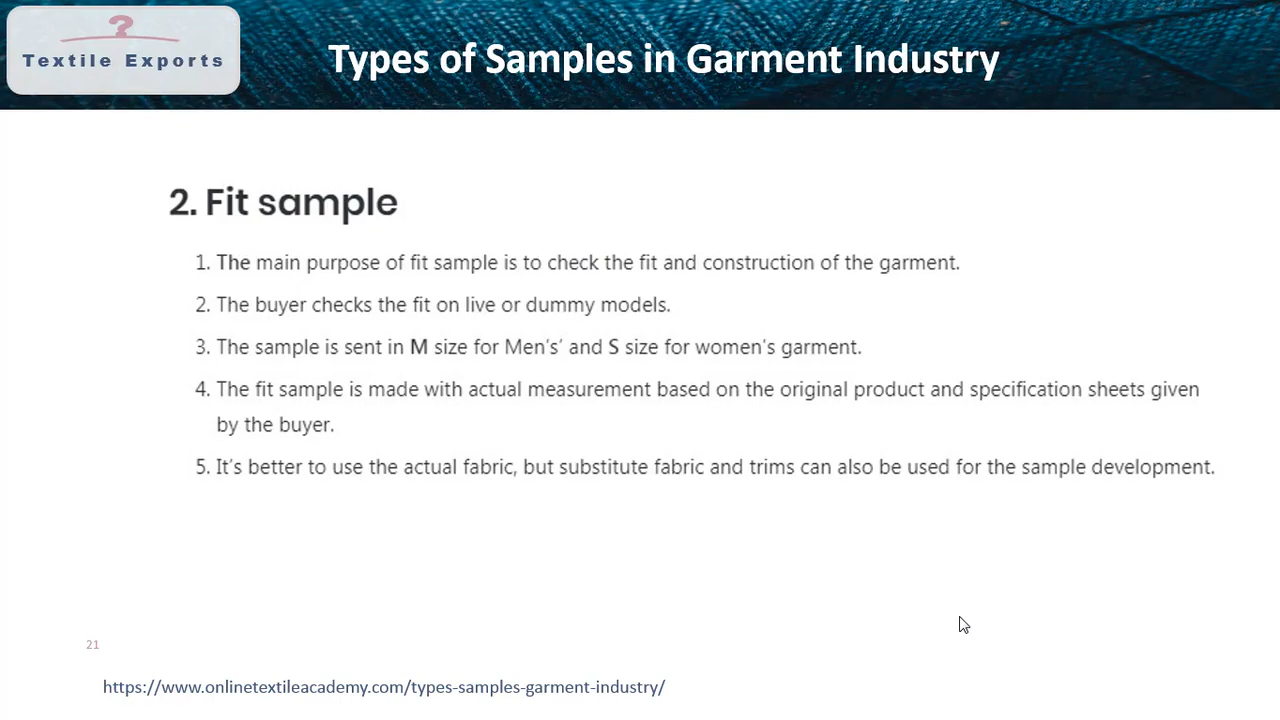 ?
Textile Exports
Types of Samples in Garment Industry
2. Fit sample
1. The main purpose of fit sample is to check the fit and construction of the garment.
2. The buyer checks the fit on live or dummy models.
3. The sample is sent in M size for Men's' and S size for women's garment.
4. The fit sample is made with actual measurement based on the original product and specification sheets given
by the buyer.
5. It's better to use the actual fabric, but substitute fabric and trims can also be used for the sample development.
21
https://www.onlinetextileacademy.com/types-samples-garment-industry/